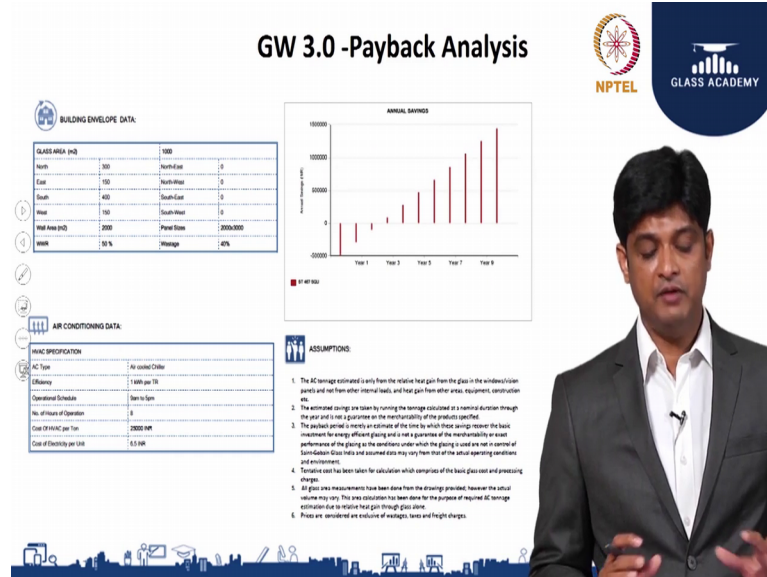 GW 3.0 -Payback Analysis
NPTEL
GLASS ACADEMY
BUILDING ENVELOPE DATA:
GLASS AREA (m2) 1000
North 300 North-East 0
East 150 North-West 0
South 400 South-East 0
West 150 South-West 0
Wall Area (m2) 2000 Panel Sizes 2000x3000
WWR 50 % Wastage 40%
ANNUAL SAVINGS
Annual Saving (INR)
1500000
1000000
500000
0
-500000
Year 1 Year 3 Year 5 Year 7 Year 9
AIR CONDITIONING DATA:
HVAC SPECIFICATION
AC Type Air cooled Chiller
Efficiency 1 kWh per TR
Operational Schedule 9am to 5pm
No. of Hours of Operation 8
Cost Of HVAC per Ton 25000 INR
Cost of Electricity per Unit 6.5 INR
ASSUMPTIONS:
1. The AC tonnage estimated is only from the relative heat gain from the glass in the windows/vision
panels and not from other internal loads, and heat gain from other areas, equipment, construction
etc.
2. The estimated savings are taken by running the tonnage calculated at a nominal duration through
the year and is not a guarantee on the merchantability of the products specified.
3. The payback period is merely an estimate of the time by which these savings recover the basic
investment for energy efficient glazing and is not a guarantee of the merchantability or exact
performance of the glazing as the conditions under which the glazing is used are not in control of
Saint-Gobain Glass India and assumed data may vary from that of the actual operating conditions
and environment.
4. Tentative cost has been taken for calculation which comprises of the basic glass cost and processing
charges.
5. All glass area measurements have been done from the drawings provided; however the actual
volume may vary. This area calculation has been done for the purpose of required AC tonnage
estimation due to relative heat gain through glass alone.
6. Prices are considered are exclusive of wastages, taxes and freight charges.